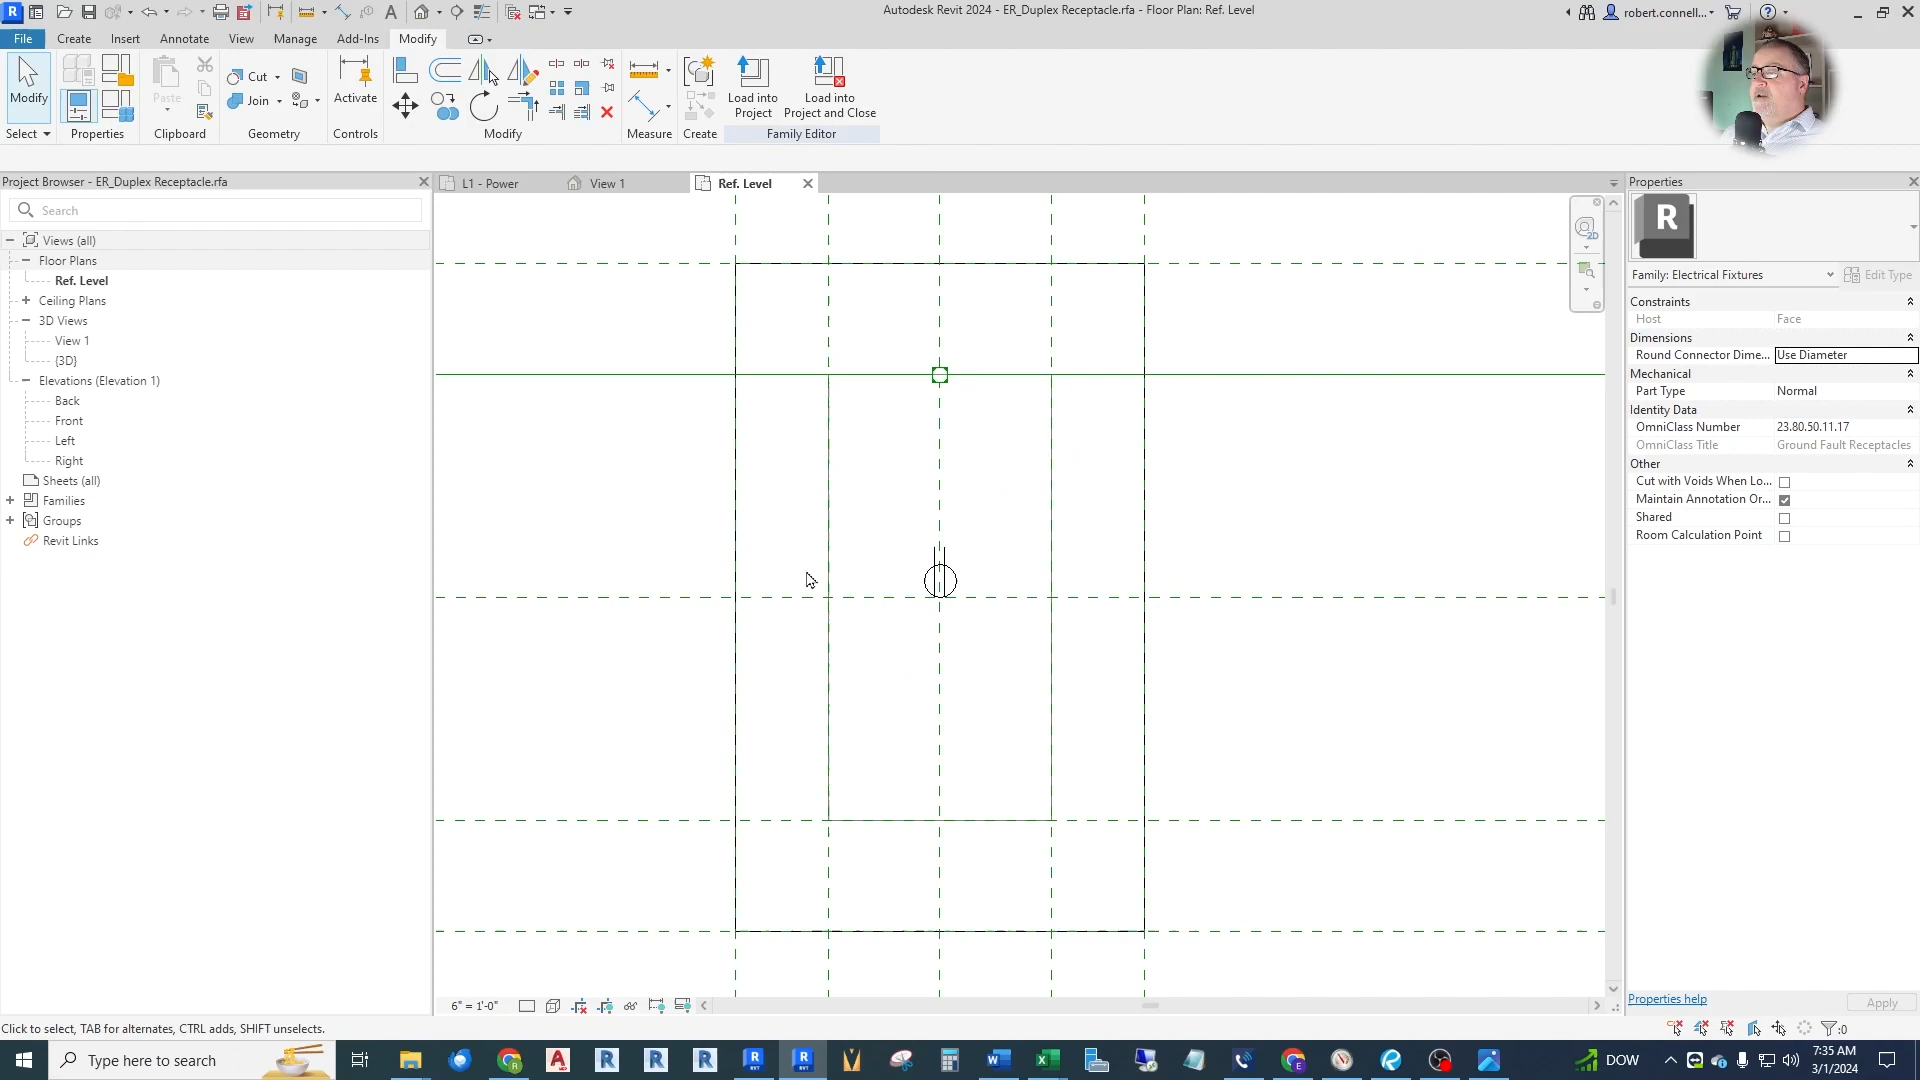 Autodesk Revit 2024 - ER_Duplex Receptacle.rfa - Floor Plan: Ref. Level
robert.connell...
File Create Insert Annotate View Manage Add-Ins Modify
Modify
Paste
Cut
Join
Activate
Load into Project
Load into Project and Close
Select Properties Clipboard Geometry Controls Modify Measure Create Family Editor
Project Browser - ER_Duplex Receptacle.rfa
Search
Views (all)
Floor Plans
Ref. Level
Ceiling Plans
3D Views
View 1
{3D}
Elevations (Elevation 1)
Back
Front
Left
Right
Sheets (all)
Families
Groups
Revit Links
L1 - Power
View 1
Ref. Level
2D
6" = 1'-0"
Properties
R
Family: Electrical Fixtures
Edit Type
Constraints
Host Face
Dimensions
Round Connector Dime... Use Diameter
Mechanical
Part Type Normal
Identity Data
OmniClass Number 23.80.50.11.17
OmniClass Title Ground Fault Receptacles
Other
Cut with Voids When Lo...
Maintain Annotation Or...
Shared
Room Calculation Point
Properties help
Apply
Click to select, TAB for alternates, CTRL adds, SHIFT unselects.
:0
Type here to search
DOW
7:35 AM
3/1/2024